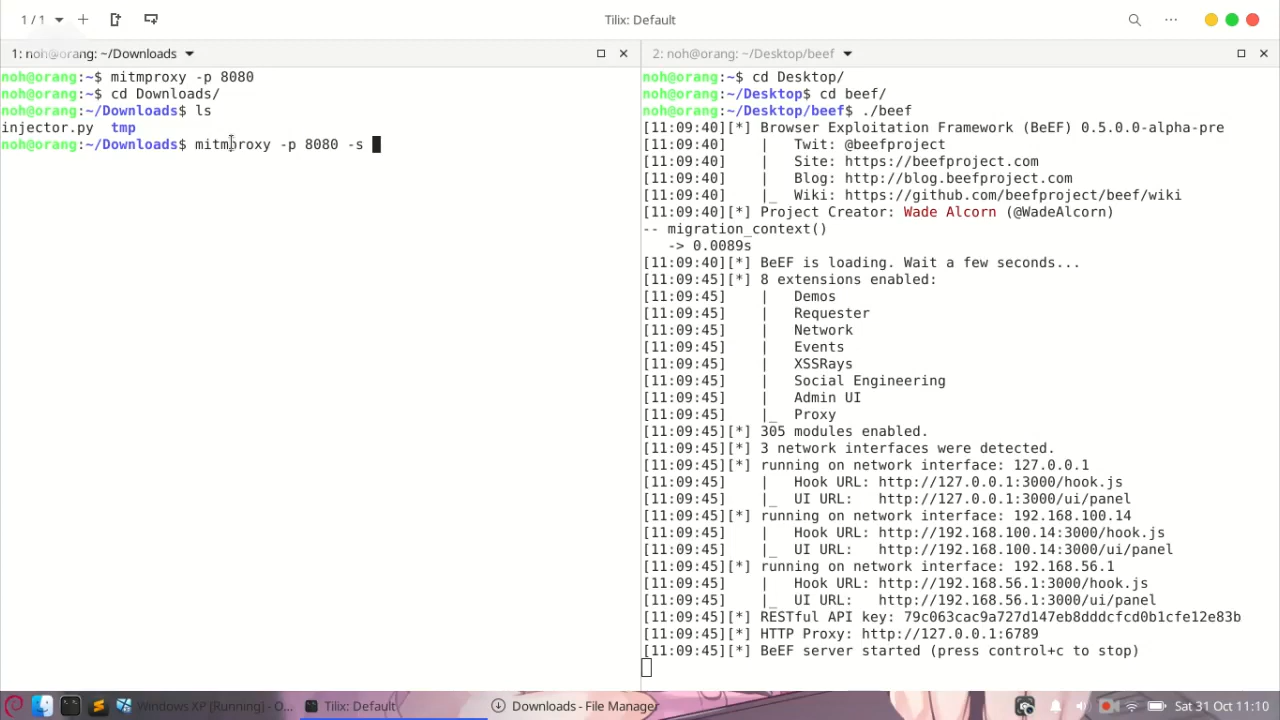 1 / 1
Tilix: Default
1: noh@orang: ~/Downloads
noh@orang:~$ mitmproxy -p 8080
noh@orang:~$ cd Downloads/
noh@orang:~/Downloads$ ls
injector.py  tmp
noh@orang:~/Downloads$ mitmproxy -p 8080 -s
2: noh@orang: ~/Desktop/beef
noh@orang:~$ cd Desktop/
noh@orang:~/Desktop$ cd beef/
noh@orang:~/Desktop/beef$ ./beef
[11:09:40][*] Browser Exploitation Framework (BeEF) 0.5.0.0-alpha-pre
[11:09:40]    |   Twit: @beefproject
[11:09:40]    |   Site: https://beefproject.com
[11:09:40]    |   Blog: http://blog.beefproject.com
[11:09:40]    |_  Wiki: https://github.com/beefproject/beef/wiki
[11:09:40][*] Project Creator: Wade Alcorn (@WadeAlcorn)
-- migration_context()
   -> 0.0089s
[11:09:40][*] BeEF is loading. Wait a few seconds...
[11:09:45][*] 8 extensions enabled:
[11:09:45]    |   Demos
[11:09:45]    |   Requester
[11:09:45]    |   Network
[11:09:45]    |   Events
[11:09:45]    |   XSSRays
[11:09:45]    |   Social Engineering
[11:09:45]    |   Admin UI
[11:09:45]    |_  Proxy
[11:09:45][*] 305 modules enabled.
[11:09:45][*] 3 network interfaces were detected.
[11:09:45][*] running on network interface: 127.0.0.1
[11:09:45]    |   Hook URL: http://127.0.0.1:3000/hook.js
[11:09:45]    |_  UI URL:   http://127.0.0.1:3000/ui/panel
[11:09:45][*] running on network interface: 192.168.100.14
[11:09:45]    |   Hook URL: http://192.168.100.14:3000/hook.js
[11:09:45]    |_  UI URL:   http://192.168.100.14:3000/ui/panel
[11:09:45][*] running on network interface: 192.168.56.1
[11:09:45]    |   Hook URL: http://192.168.56.1:3000/hook.js
[11:09:45]    |_  UI URL:   http://192.168.56.1:3000/ui/panel
[11:09:45][*] RESTful API key: 79c063cac9a727d147eb8dddcfcd0b1cfe12e83b
[11:09:45][*] HTTP Proxy: http://127.0.0.1:6789
[11:09:45][*] BeEF server started (press control+c to stop)
Windows XP [Running] - O...
Tilix: Default
Downloads - File Manager
Sat 31 Oct 11:10